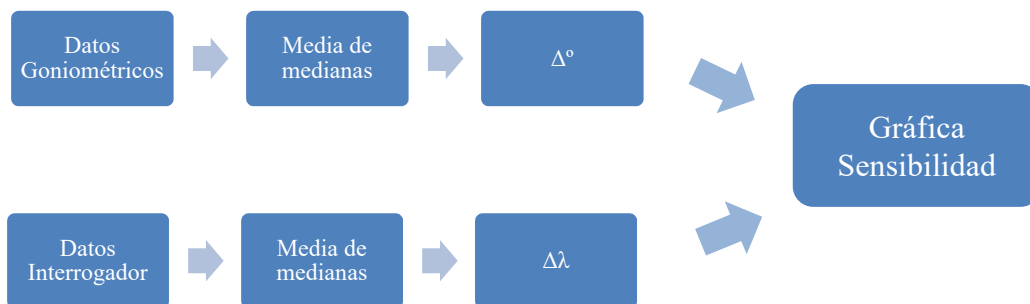 Datos
Goniométricos
Media de
medianas
Δº
Gráfica
Sensibilidad
Datos
Interrogador
Media de
medianas
Δλ